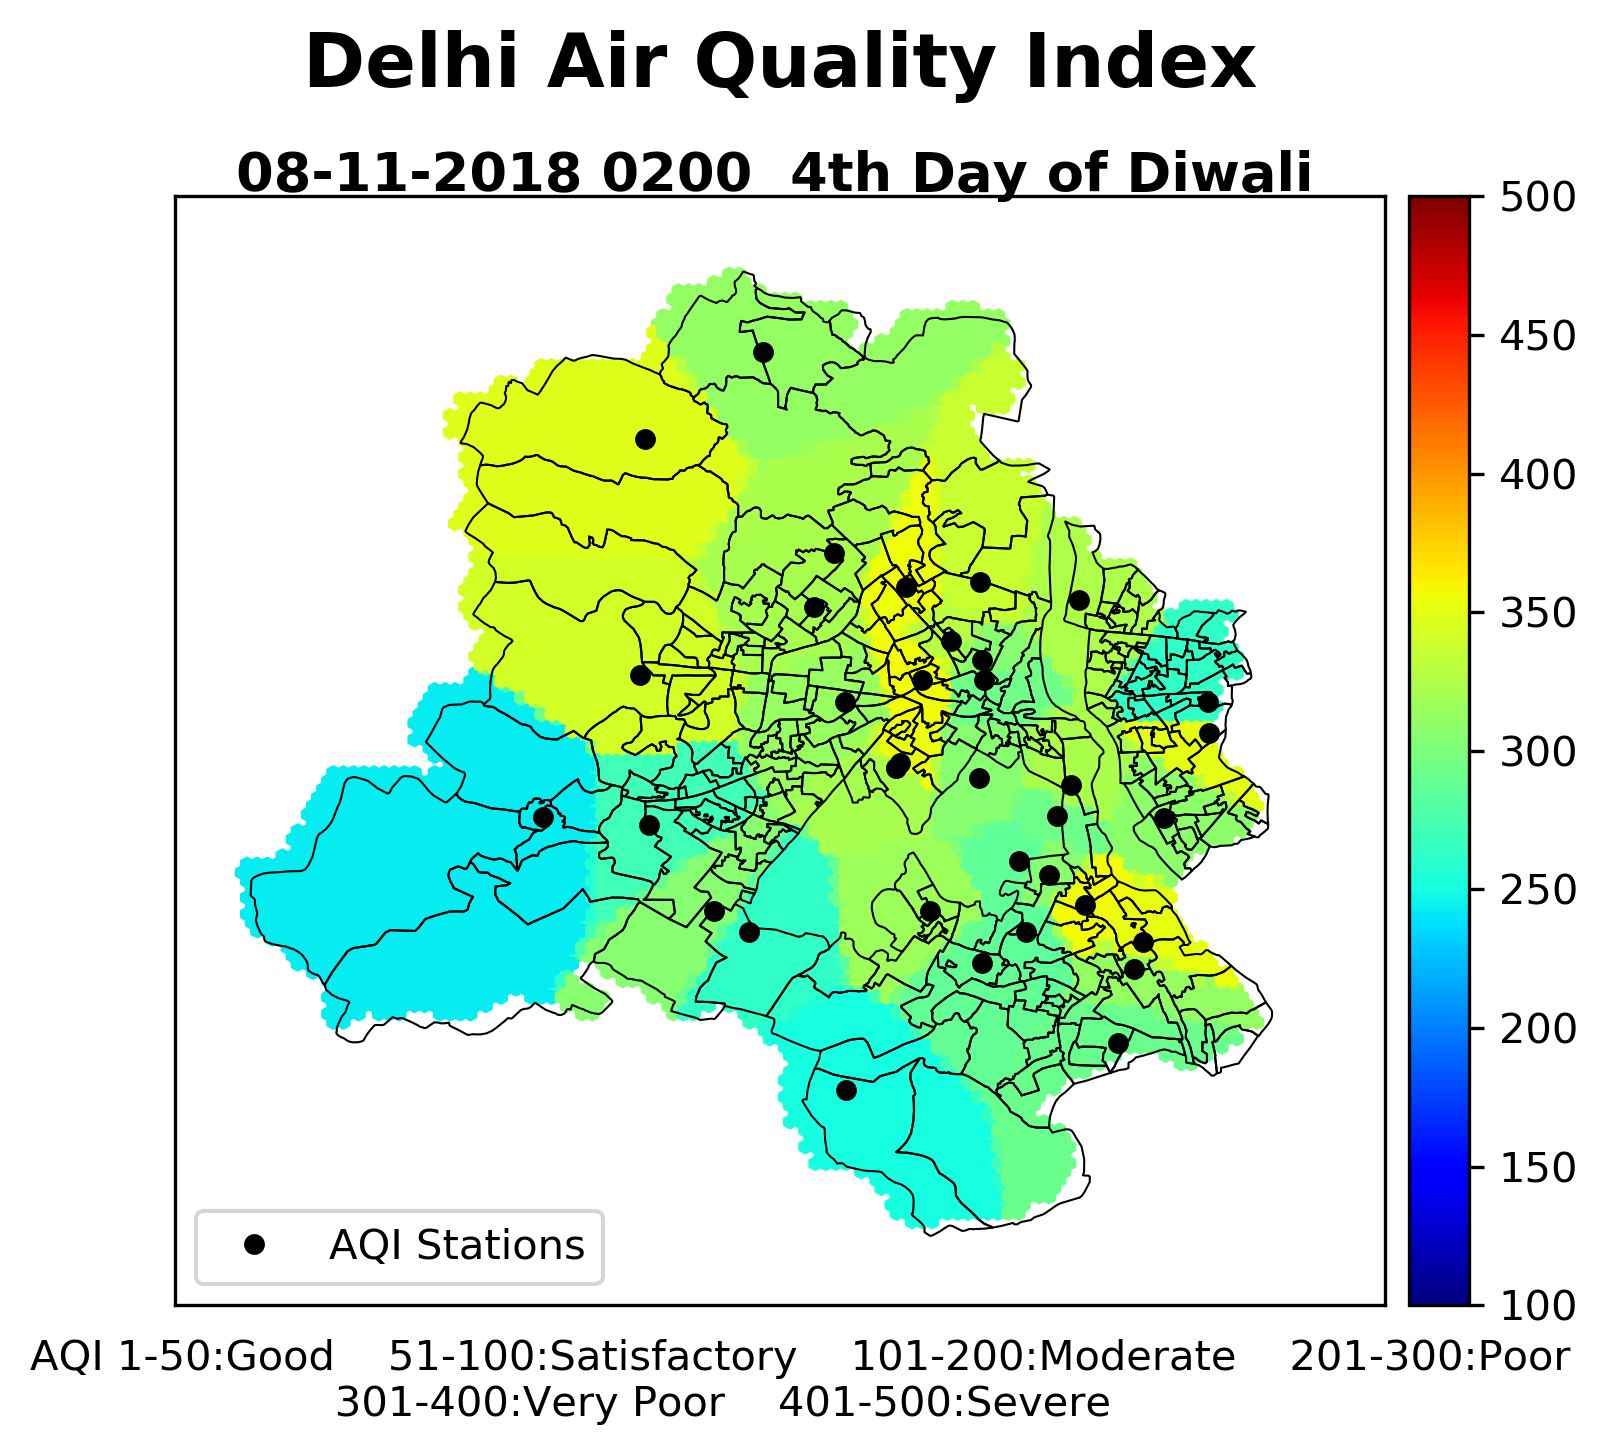 Delhi Air Quality Index
08-11-2018 0200  4th Day of Diwali
500
450
400
350
300
250
200
150
100
AQI Stations
AQI 1-50:Good    51-100:Satisfactory    101-200:Moderate    201-300:Poor
301-400:Very Poor    401-500:Severe